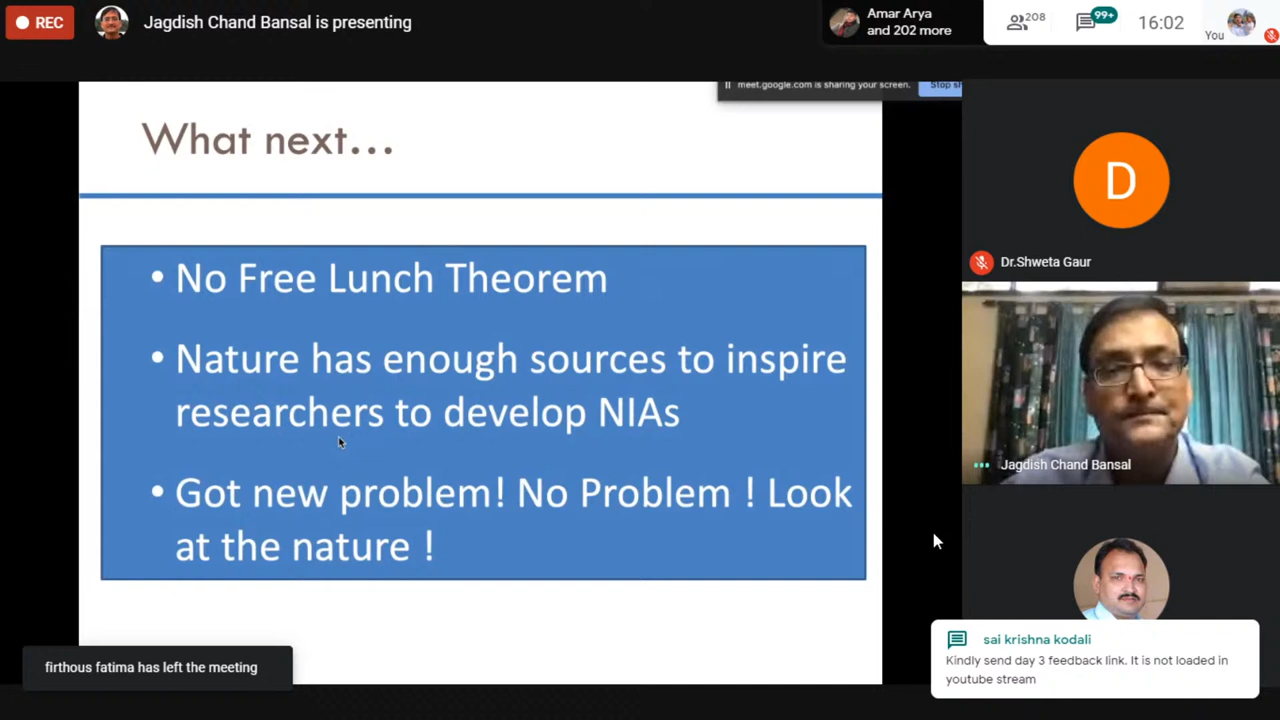 REC
Jagdish Chand Bansal is presenting
Amar Arya
and 202 more
208
99+
16:02
You
meet.google.com is sharing your screen.
Stop sh
What next...
• No Free Lunch Theorem
• Nature has enough sources to inspire
researchers to develop NIAs
• Got new problem! No Problem ! Look
at the nature !
D
Dr.Shweta Gaur
Jagdish Chand Bansal
sai krishna kodali
Kindly send day 3 feedback link. It is not loaded in
youtube stream
firthous fatima has left the meeting